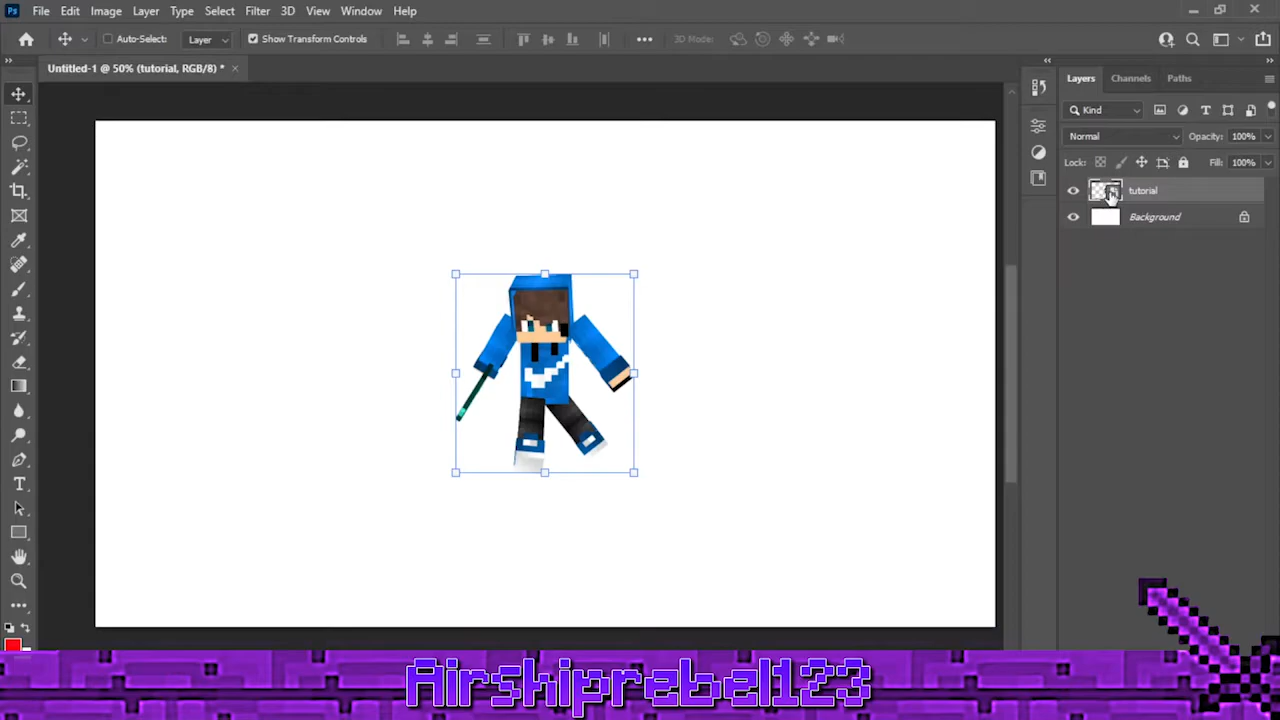 Ps File Edit Image Layer Type Select Filter 3D View Window Help
Auto-Select: Layer Show Transform Controls 3D Mode:
Untitled-1 @ 50% (tutorial, RGB/8) *
Layers Channels Paths
Kind
Normal Opacity: 100%
Lock: Fill: 100%
tutorial
Background
Airshiprebel123